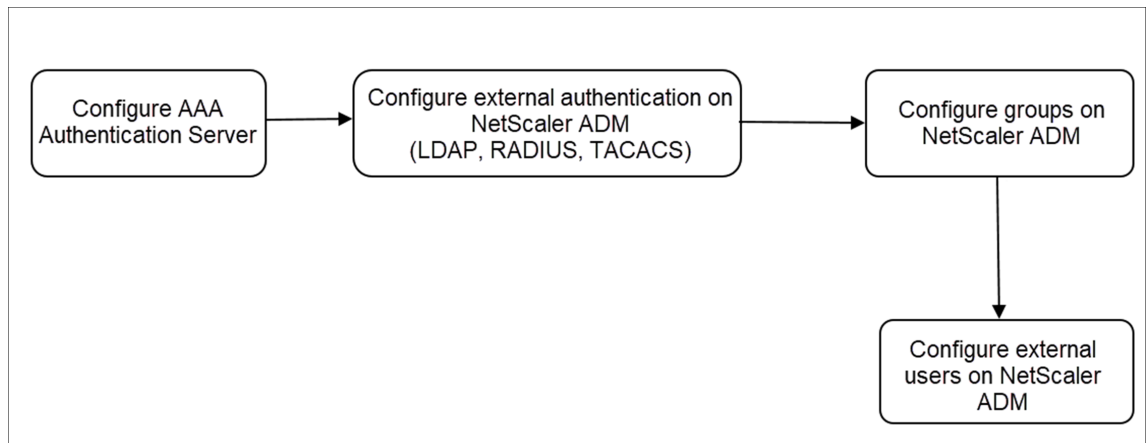 Configure AAA
Authentication Server
Configure external authentication on
NetScaler ADM
(LDAP, RADIUS, TACACS)
Configure groups on
NetScaler ADM
Configure external
users on NetScaler
ADM